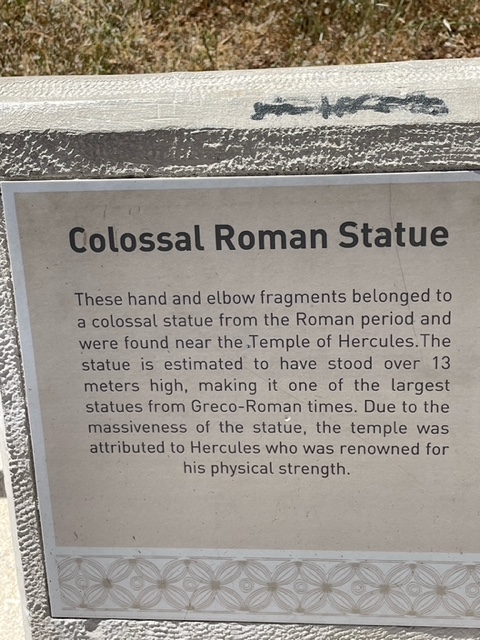 Colossal Roman Statue
These hand and elbow fragments belonged to
a colossal statue from the Roman period and
were found near the Temple of Hercules.The
statue is estimated to have stood over 13
meters high, making it one of the largest
statues from Greco-Roman times. Due to the
massiveness of the statue, the temple was
attributed to Hercules who was renowned for
his physical strength.